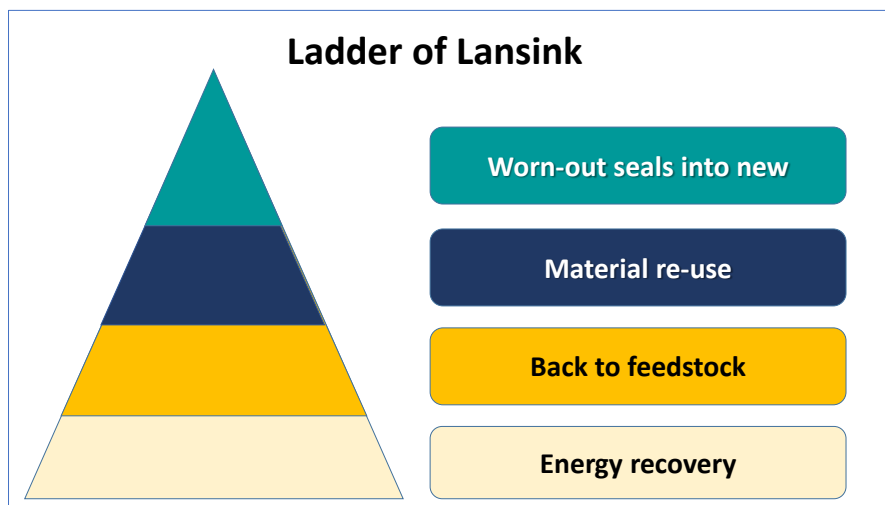 Ladder of Lansink
Worn-out seals into new
Material re-use
Back to feedstock
Energy recovery